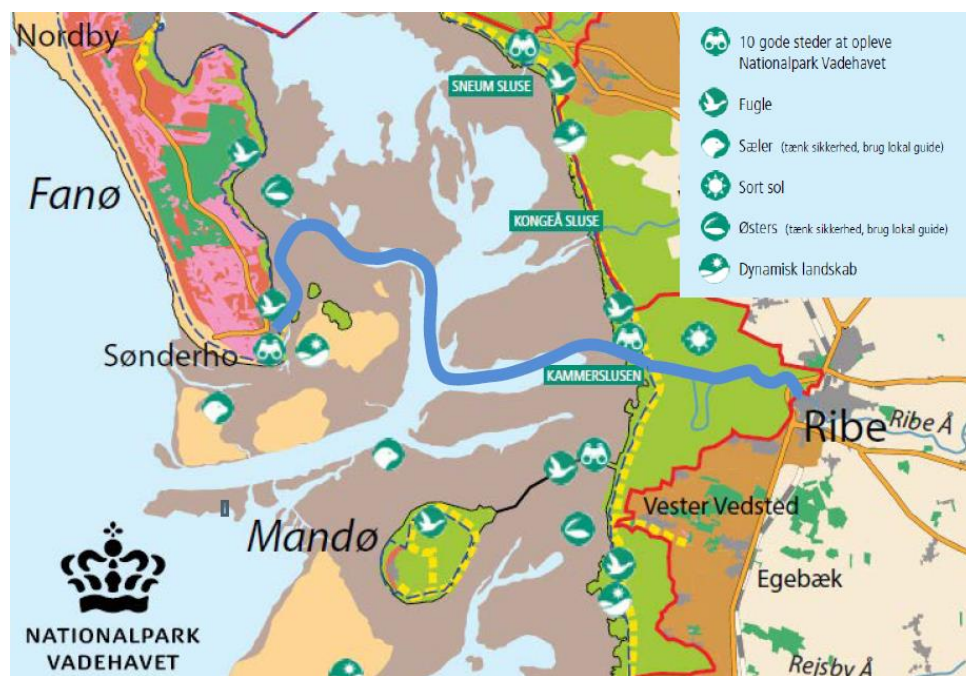 Nordby
SNEUM SLUSE
10 gode steder at opleve
Nationalpark Vadehavet
Fugle
Sæler (tænk sikkerhed, brug lokal guide)
Sort sol
Østers (tænk sikkerhed, brug lokal guide)
Dynamisk landskab
Fanø
KONGEÅ SLUSE
Sønderho
KAMMERSLUSEN
Ribe
Ribe Å
Vester Vedsted
Mandø
Egebæk
NATIONALPARK
VADEHAVET
Rejsby Å